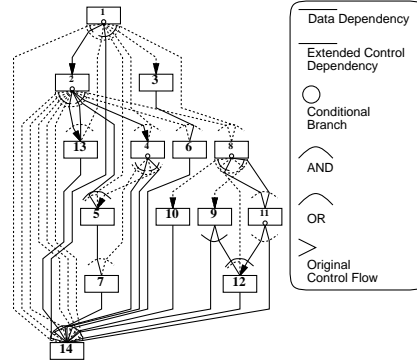 1
2
3
13
4
6
8
5
10
9
11
7
12
14
Data Dependency
Extended Control
Dependency
Conditional
Branch
AND
OR
Original
Control Flow